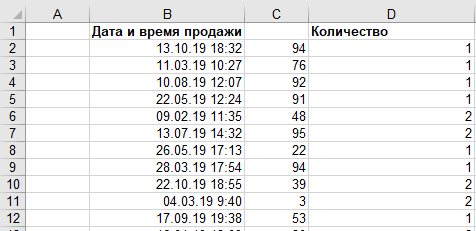 A B C D
1 Дата и время продажи Количество
2 13.10.19 18:32 94 1
3 11.03.19 10:27 76 1
4 10.08.19 12:07 92 1
5 22.05.19 12:24 91 1
6 09.02.19 11:35 48 2
7 13.07.19 14:32 95 2
8 26.05.19 17:13 22 1
9 28.03.19 17:54 94 1
10 22.10.19 18:55 39 2
11 04.03.19 9:40 3 2
12 17.09.19 19:38 53 1